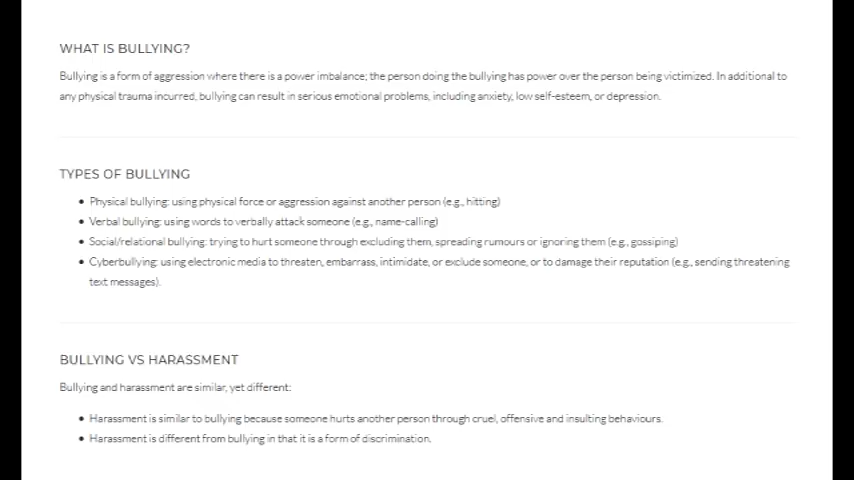 WHAT IS BULLYING?
Bullying is a form of aggression where there is a power imbalance; the person doing the bullying has power over the person being victimized. In additional to
any physical trauma incurred, bullying can result in serious emotional problems, including anxiety, low self-esteem, or depression.
TYPES OF BULLYING
• Physical bullying: using physical force or aggression against another person (e.g., hitting)
• Verbal bullying: using words to verbally attack someone (e.g., name-calling)
• Social/relational bullying: trying to hurt someone through excluding them, spreading rumours or ignoring them (e.g., gossiping)
• Cyberbullying: using electronic media to threaten, embarrass, intimidate, or exclude someone, or to damage their reputation (e.g., sending threatening
text messages).
BULLYING VS HARASSMENT
Bullying and harassment are similar, yet different:
• Harassment is similar to bullying because someone hurts another person through cruel, offensive and insulting behaviours.
• Harassment is different from bullying in that it is a form of discrimination.